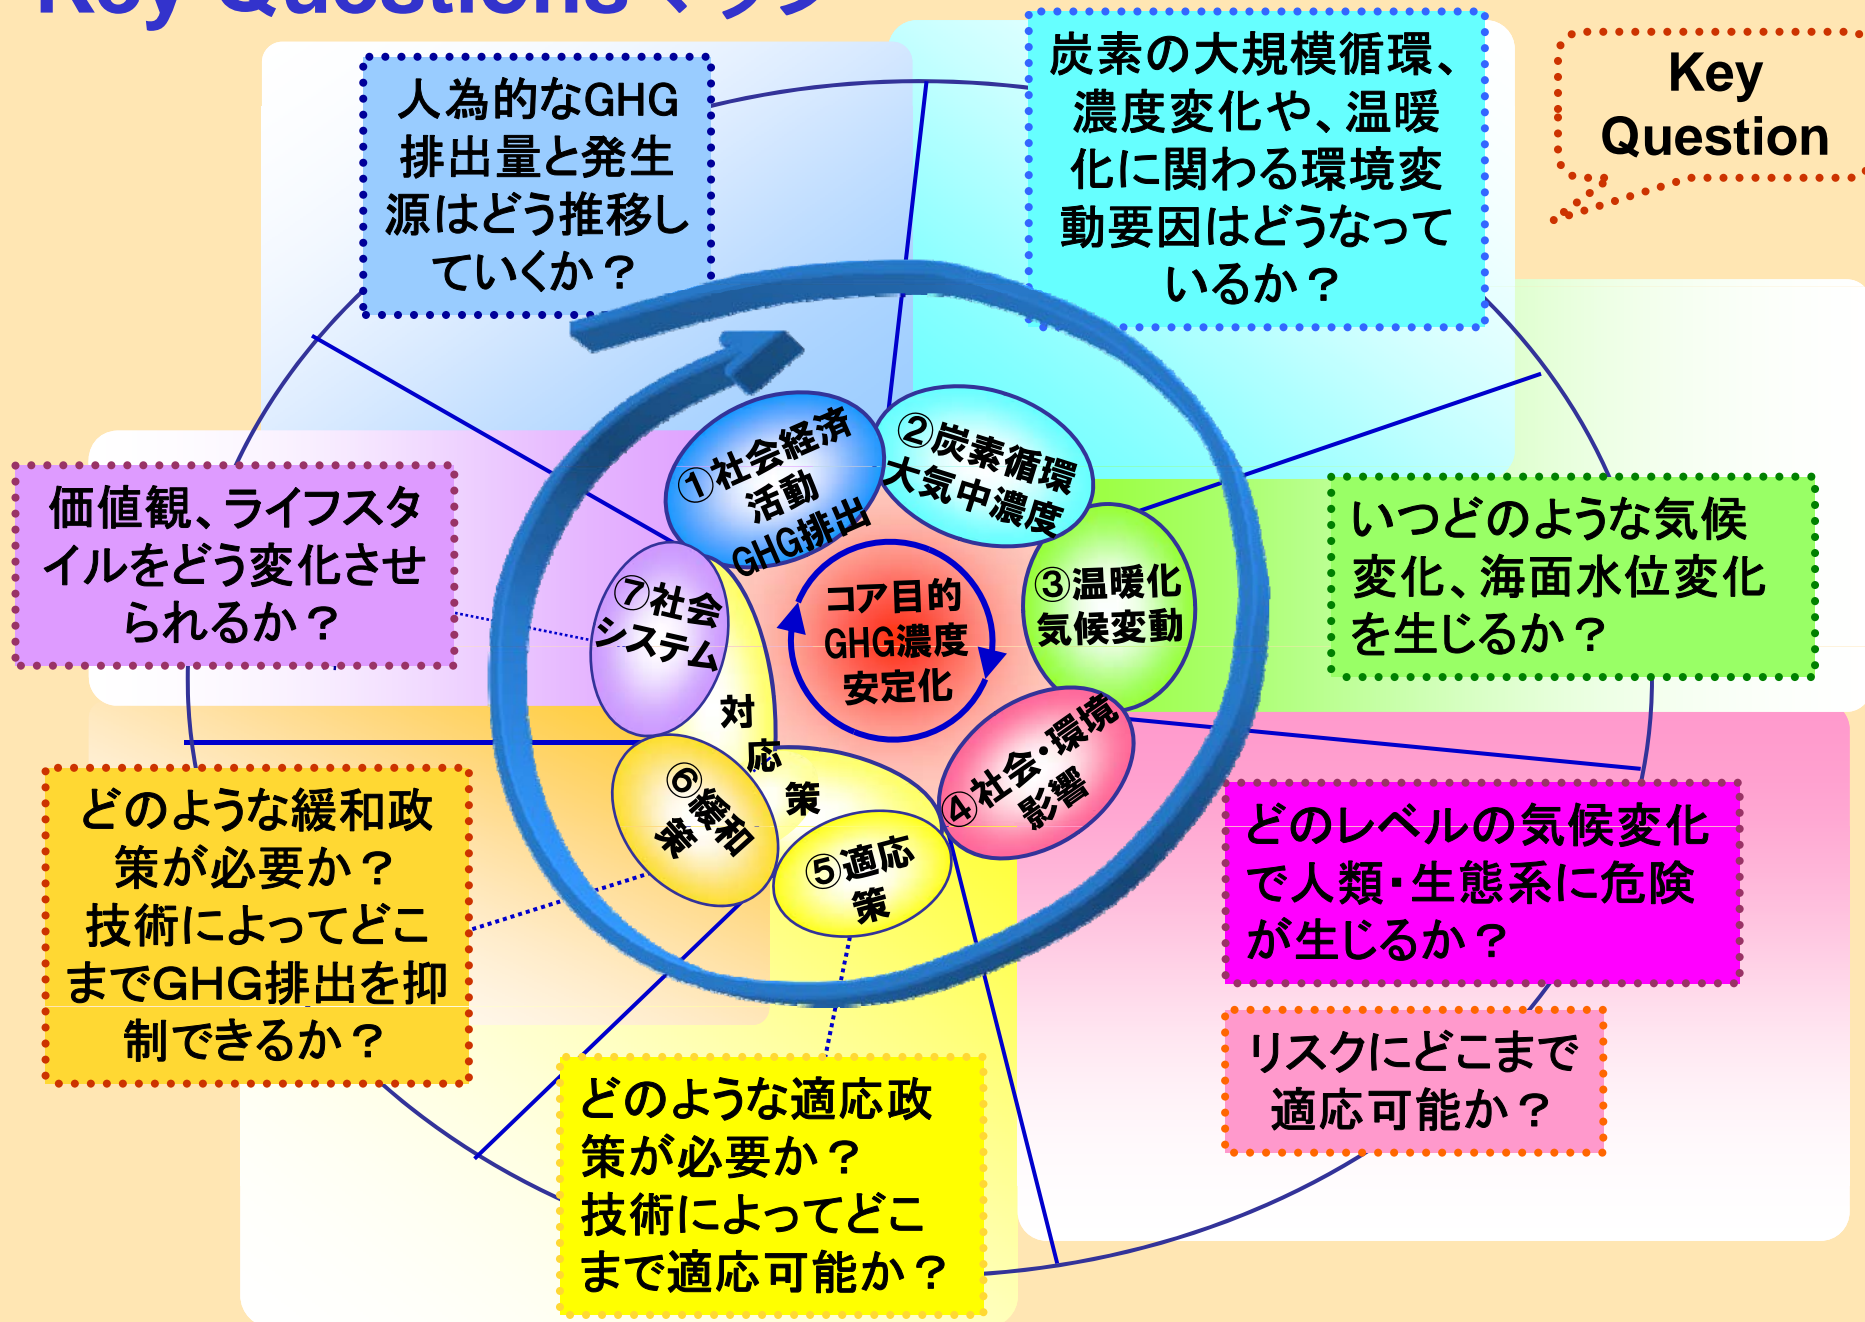 Key Questions マップ
人為的なGHG
排出量と発生
源はどう推移し
ていくか？
炭素の大規模循環、
濃度変化や、温暖
化に関わる環境変
動要因はどうなって
いるか？
Key
Question
価値観、ライフスタ
イルをどう変化させ
られるか？
いつどのような気候
変化、海面水位変化
を生じるか？
①社会経済
活動
GHG排出
②炭素循環
大気中濃度
③温暖化
気候変動
④社会・環境
影響
⑤適応
策
⑥緩和
策
⑦社会
システム
対
応
策
コア目的
GHG濃度
安定化
どのような緩和政
策が必要か？
技術によってどこ
までGHG排出を抑
制できるか？
どのレベルの気候変化
で人類・生態系に危険
が生じるか？
リスクにどこまで
適応可能か？
どのような適応政
策が必要か？
技術によってどこ
まで適応可能か？